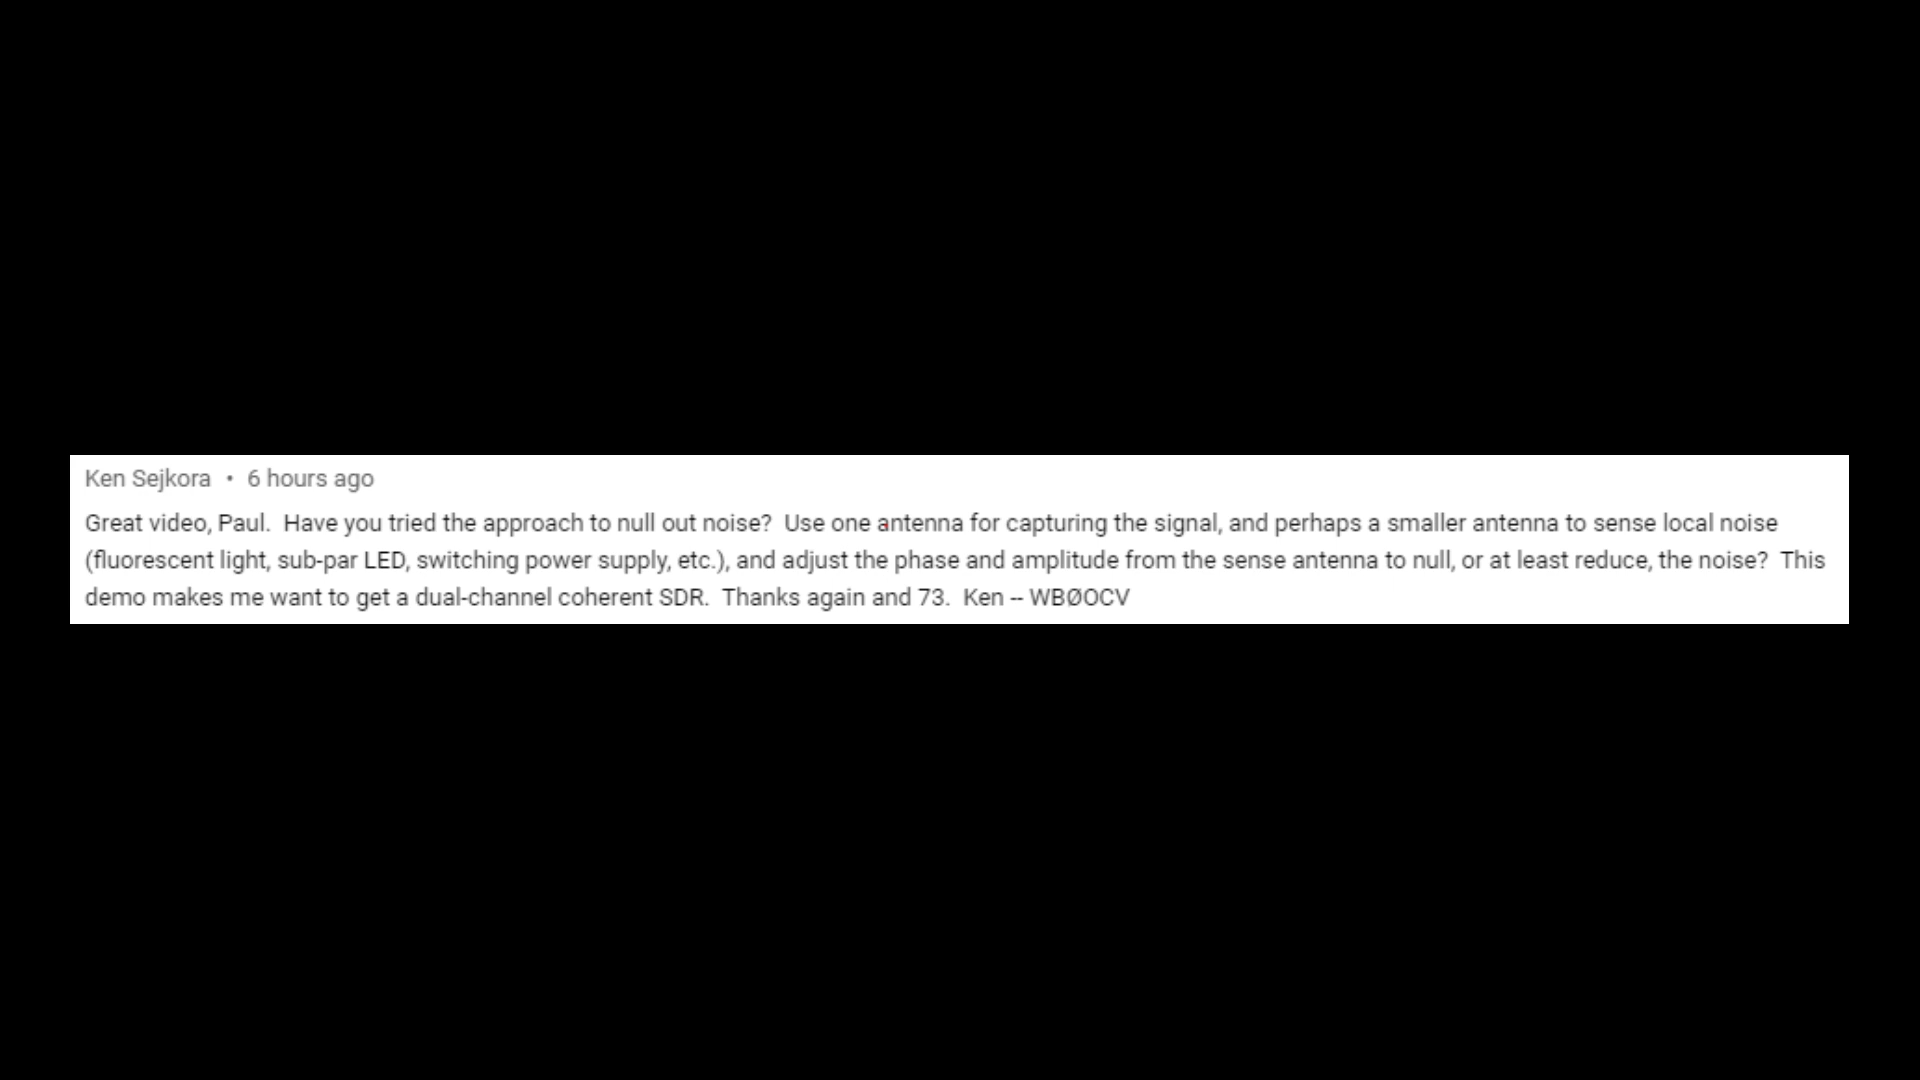 Ken Sejkora • 6 hours ago
Great video, Paul.  Have you tried the approach to null out noise?  Use one antenna for capturing the signal, and perhaps a smaller antenna to sense local noise
(fluorescent light, sub-par LED, switching power supply, etc.), and adjust the phase and amplitude from the sense antenna to null, or at least reduce, the noise?  This
demo makes me want to get a dual-channel coherent SDR.  Thanks again and 73.  Ken -- WBØOCV